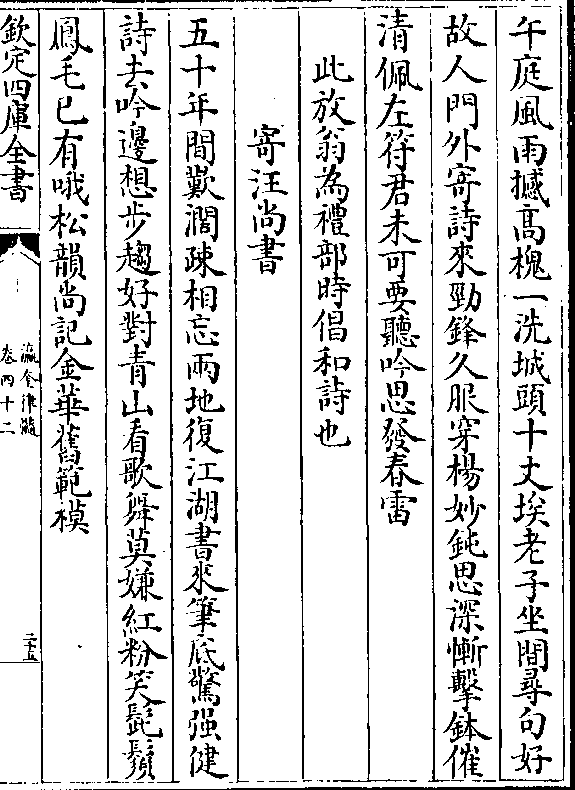 午庭風雨撼髙槐一洗城頭十丈埃老子坐間尋句好
故人門外寄詩來勁鋒久服穿楊妙鈍思深慚擊鉢催
清佩左符君未可要聽吟思發春雷
此放翁為禮部時倡和詩也
寄汪尚書
五十年間歎濶疎相忘兩地復江湖書來筆底驚强健
詩去吟邊想步趨好對青山看歌舞莫嫌紅粉笑髭鬚
鳳毛已有哦松韻尚記金華舊範模
欽定四庫全書
瀛奎律髓
卷四十二
二十五